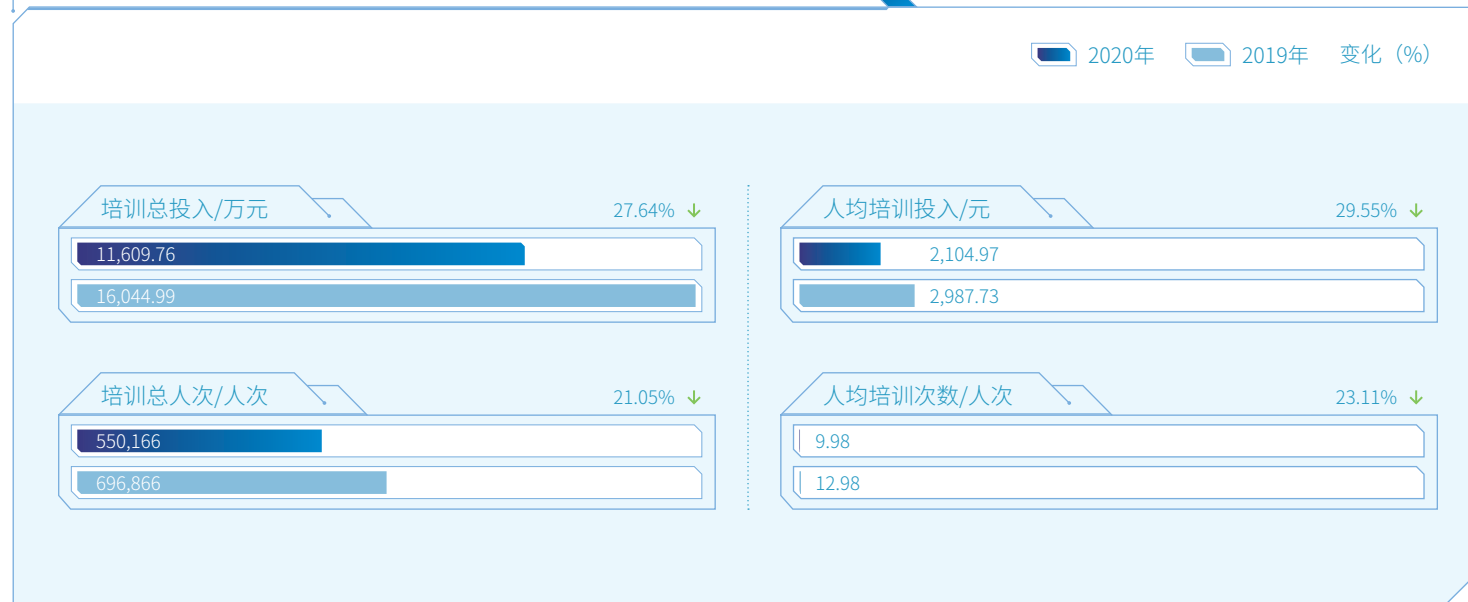 2020年 2019年 变化（%）
培训总投入/万元 27.64% ↓
11,609.76
16,044.99
人均培训投入/元 29.55% ↓
2,104.97
2,987.73
培训总人次/人次 21.05% ↓
550,166
696,866
人均培训次数/人次 23.11% ↓
9.98
12.98